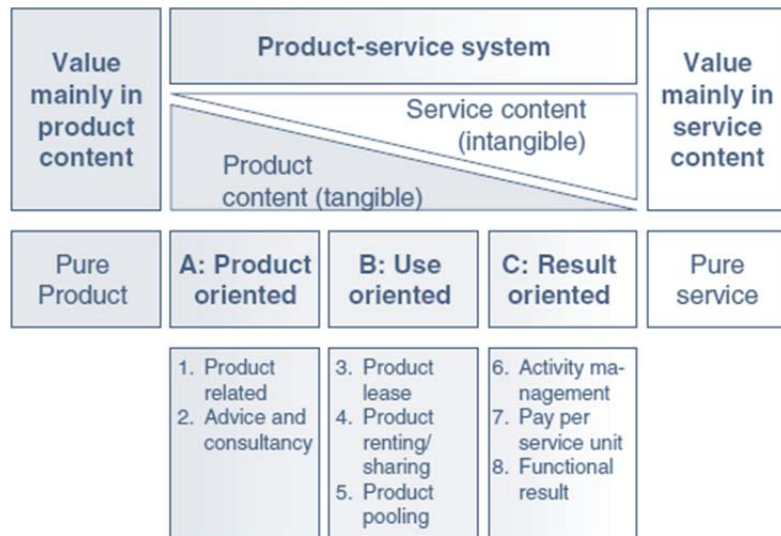 Value
mainly in
product
content
Product-service system
Service content
(intangible)
Product
content (tangible)
Value
mainly in
service
content
Pure
Product
A: Product
oriented
B: Use
oriented
C: Result
oriented
Pure
service
1. Product
related
2. Advice and
consultancy
3. Product
lease
4. Product
renting/
sharing
5. Product
pooling
6. Activity ma-
nagement
7. Pay per
service unit
8. Functional
result